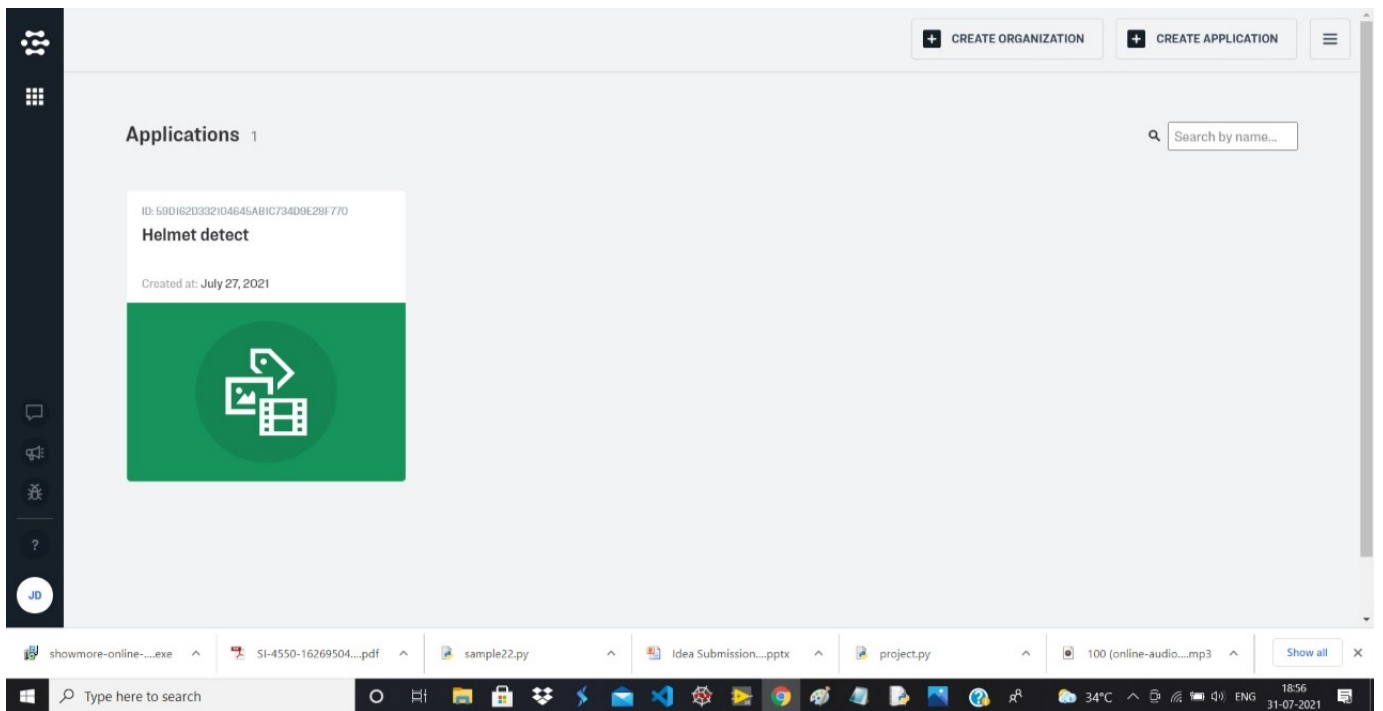 CREATE ORGANIZATION
CREATE APPLICATION
Applications 1
Search by name...
ID: 59D162D332104645AB1C734D9E28F770
Helmet detect
Created at: July 27, 2021
?
JD
showmore-online-....exe
SI-4550-16269504....pdf
sample22.py
Idea Submission....pptx
project.py
100 (online-audio....mp3
Show all
Type here to search
34°C
ENG
18:56
31-07-2021